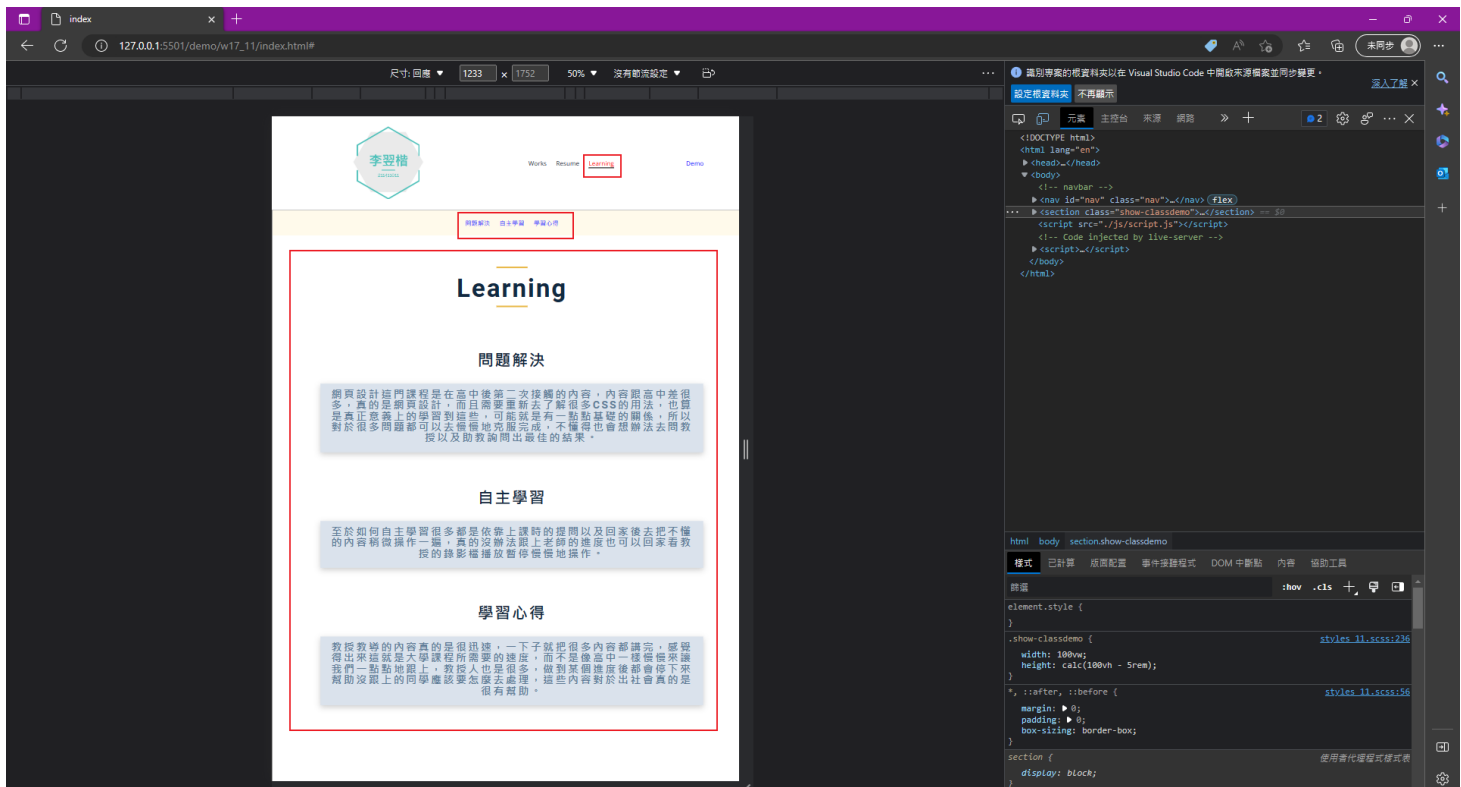 index
127.0.0.1:5501/demo/w17_11/index.html#
未同步
尺寸: 回應 ▼ 1233 x 1752 50% ▼ 沒有節流設定 ▼
李翌楷
Works Resume Learning Demo
問題解決 自主學習 學習心得
Learning
問題解決
網頁設計這門課程是在高中後第二次接觸的內容，內容跟高中差很
多，真的是網頁設計，而且需要重新去了解很多CSS的用法，也算
是真正意義上的學習到這些，可能就是有一點點基礎的關係，所以
對於很多問題都可以去慢慢地克服完成，不懂得也會想辦法去問教
授以及助教詢問出最佳的結果。
自主學習
至於如何自主學習很多都是依靠上課時的提問以及回家後去把不懂
的內容稍微操作一遍，真的沒辦法跟上老師的進度也可以回家看教
授的錄影檔播放暫停慢慢地操作。
學習心得
教授教導的內容真的是很迅速，一下子就把很多內容都講完，感覺
得出來這就是大學課程所需要的速度，而不是像高中一樣慢慢來讓
我們一點點地跟上，教授人也是很多，做到某個進度後都會停下來
幫助沒跟上的同學應該要怎麼去處理，這些內容對於出社會真的是
很有幫助。
識別專案的根資料夾以在 Visual Studio Code 中開啟來源檔案並同步變更。
深入了解
設定根資料夾 不再顯示
元素 主控台 來源 網路 2
<!DOCTYPE html>
<html lang="en">
<head>…</head>
<body>
<!-- navbar -->
<nav id="nav" class="nav">…</nav> flex
<section class="show-classdemo">…</section> == $0
<script src="./js/script.js"></script>
<!-- Code injected by live-server -->
<script>…</script>
</body>
</html>
html body section.show-classdemo
樣式 已計算 版面配置 事件接聽程式 DOM 中斷點 內容 協助工具
篩選 :hov .cls
element.style {
}
.show-classdemo { styles_11.scss:236
width: 100vw;
height: calc(100vh - 5rem);
}
*, ::after, ::before { styles_11.scss:56
margin: ▶ 0;
padding: ▶ 0;
box-sizing: border-box;
}
section { 使用者代理程式樣式表
display: block;
}